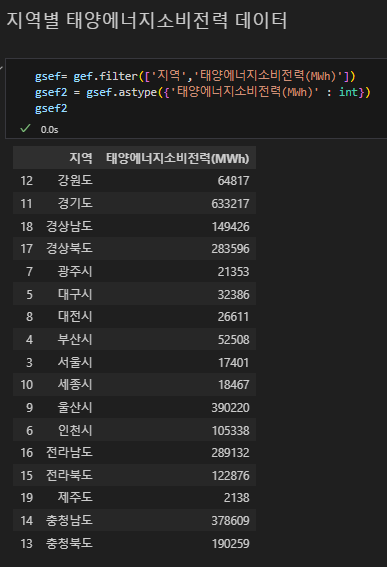 지역별 태양에너지소비전력 데이터
gsef= gef.filter(['지역','태양에너지소비전력(MWh)'])
gsef2 = gsef.astype({'태양에너지소비전력(MWh)' : int})
gsef2
0.0s
지역 태양에너지소비전력(MWh)
12 강원도 64817
11 경기도 633217
18 경상남도 149426
17 경상북도 283596
7 광주시 21353
5 대구시 32386
8 대전시 26611
4 부산시 52508
3 서울시 17401
10 세종시 18467
9 울산시 390220
6 인천시 105338
16 전라남도 289132
15 전라북도 122876
19 제주도 2138
14 충청남도 378609
13 충청북도 190259